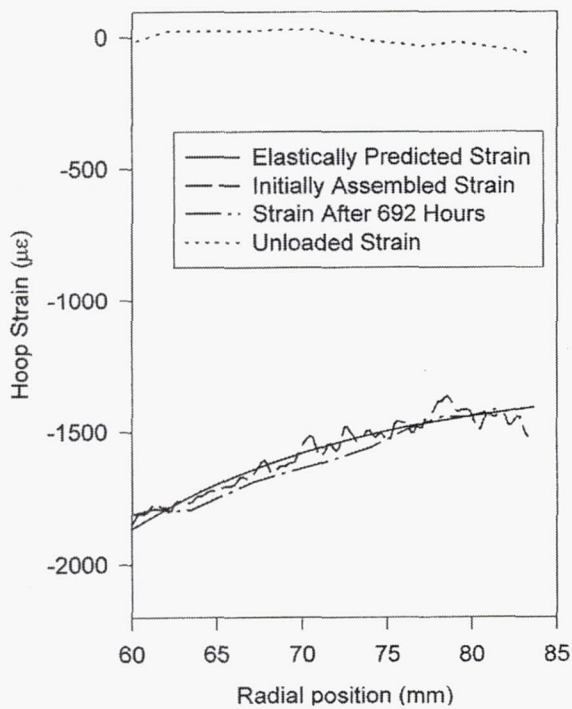 0
-500
-1000
-1500
-2000
Hoop Strain (με)
Elastically Predicted Strain
Initially Assembled Strain
Strain After 692 Hours
Unloaded Strain
60 65 70 75 80 85
Radial position (mm)